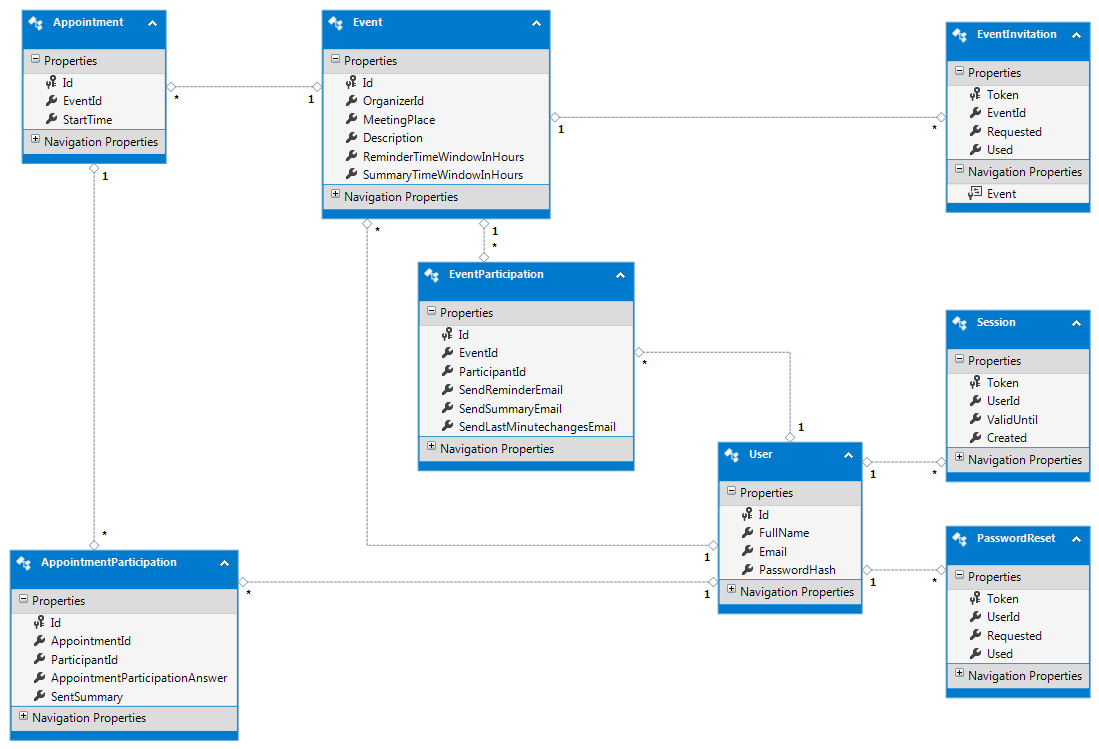 Appointment
Properties
Id
EventId
StartTime
Navigation Properties
*
1
1
Event
Properties
Id
OrganizerId
MeetingPlace
Description
ReminderTimeWindowInHours
SummaryTimeWindowInHours
Navigation Properties
1
*
*
1
*
EventInvitation
Properties
Token
EventId
Requested
Used
Navigation Properties
Event
EventParticipation
Properties
Id
EventId
ParticipantId
SendReminderEmail
SendSummaryEmail
SendLastMinutechangesEmail
Navigation Properties
*
1
Session
Properties
Token
UserId
ValidUntil
Created
Navigation Properties
User
Properties
Id
FullName
Email
PasswordHash
Navigation Properties
1
*
1
*
1
1
PasswordReset
Properties
Token
UserId
Requested
Used
Navigation Properties
*
AppointmentParticipation
Properties
Id
AppointmentId
ParticipantId
AppointmentParticipationAnswer
SentSummary
Navigation Properties
*